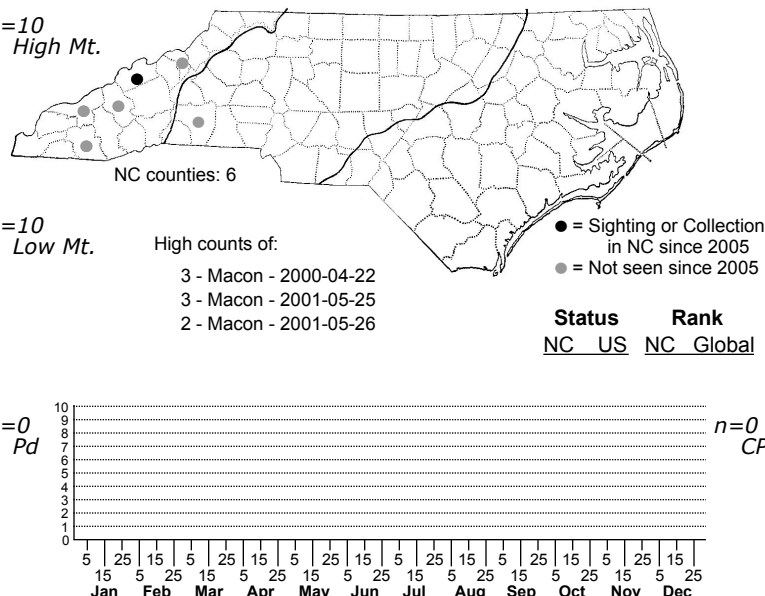 =10
High Mt.
NC counties: 6
=10
Low Mt.
High counts of:
3 - Macon - 2000-04-22
3 - Macon - 2001-05-25
2 - Macon - 2001-05-26
● = Sighting or Collection
in NC since 2005
● = Not seen since 2005
Status Rank
NC US NC Global
=0
Pd
n=0
CP
10
9
8
7
6
5
4
3
2
1
0
5 25 15 5 25 15 5 25 15 5 25 15 5 25 15 5 25 15
15 5 25 15 5 25 15 5 25 15 5 25 15 5 25 15 5 25
Jan Feb Mar Apr May Jun Jul Aug Sep Oct Nov Dec